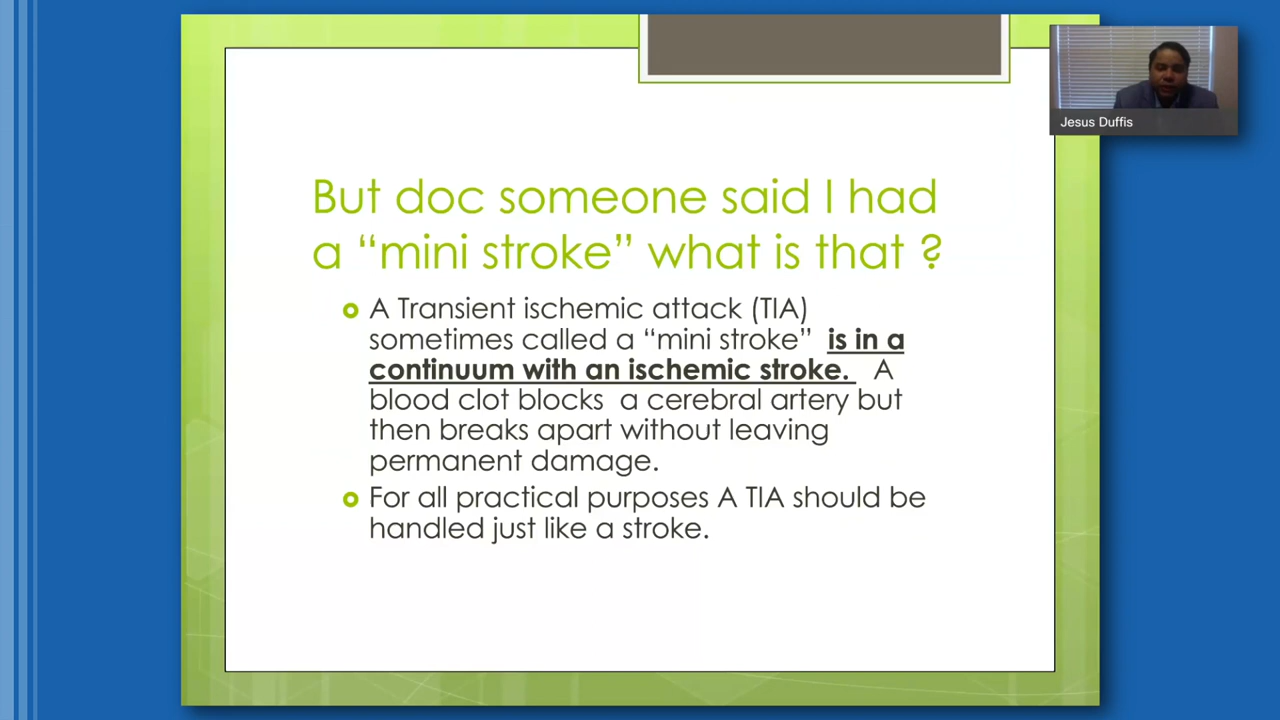 Jesus Duffis
But doc someone said I had
a “mini stroke” what is that ?
A Transient ischemic attack (TIA)
sometimes called a “mini stroke” is in a
continuum with an ischemic stroke. A
blood clot blocks a cerebral artery but
then breaks apart without leaving
permanent damage.
For all practical purposes A TIA should be
handled just like a stroke.